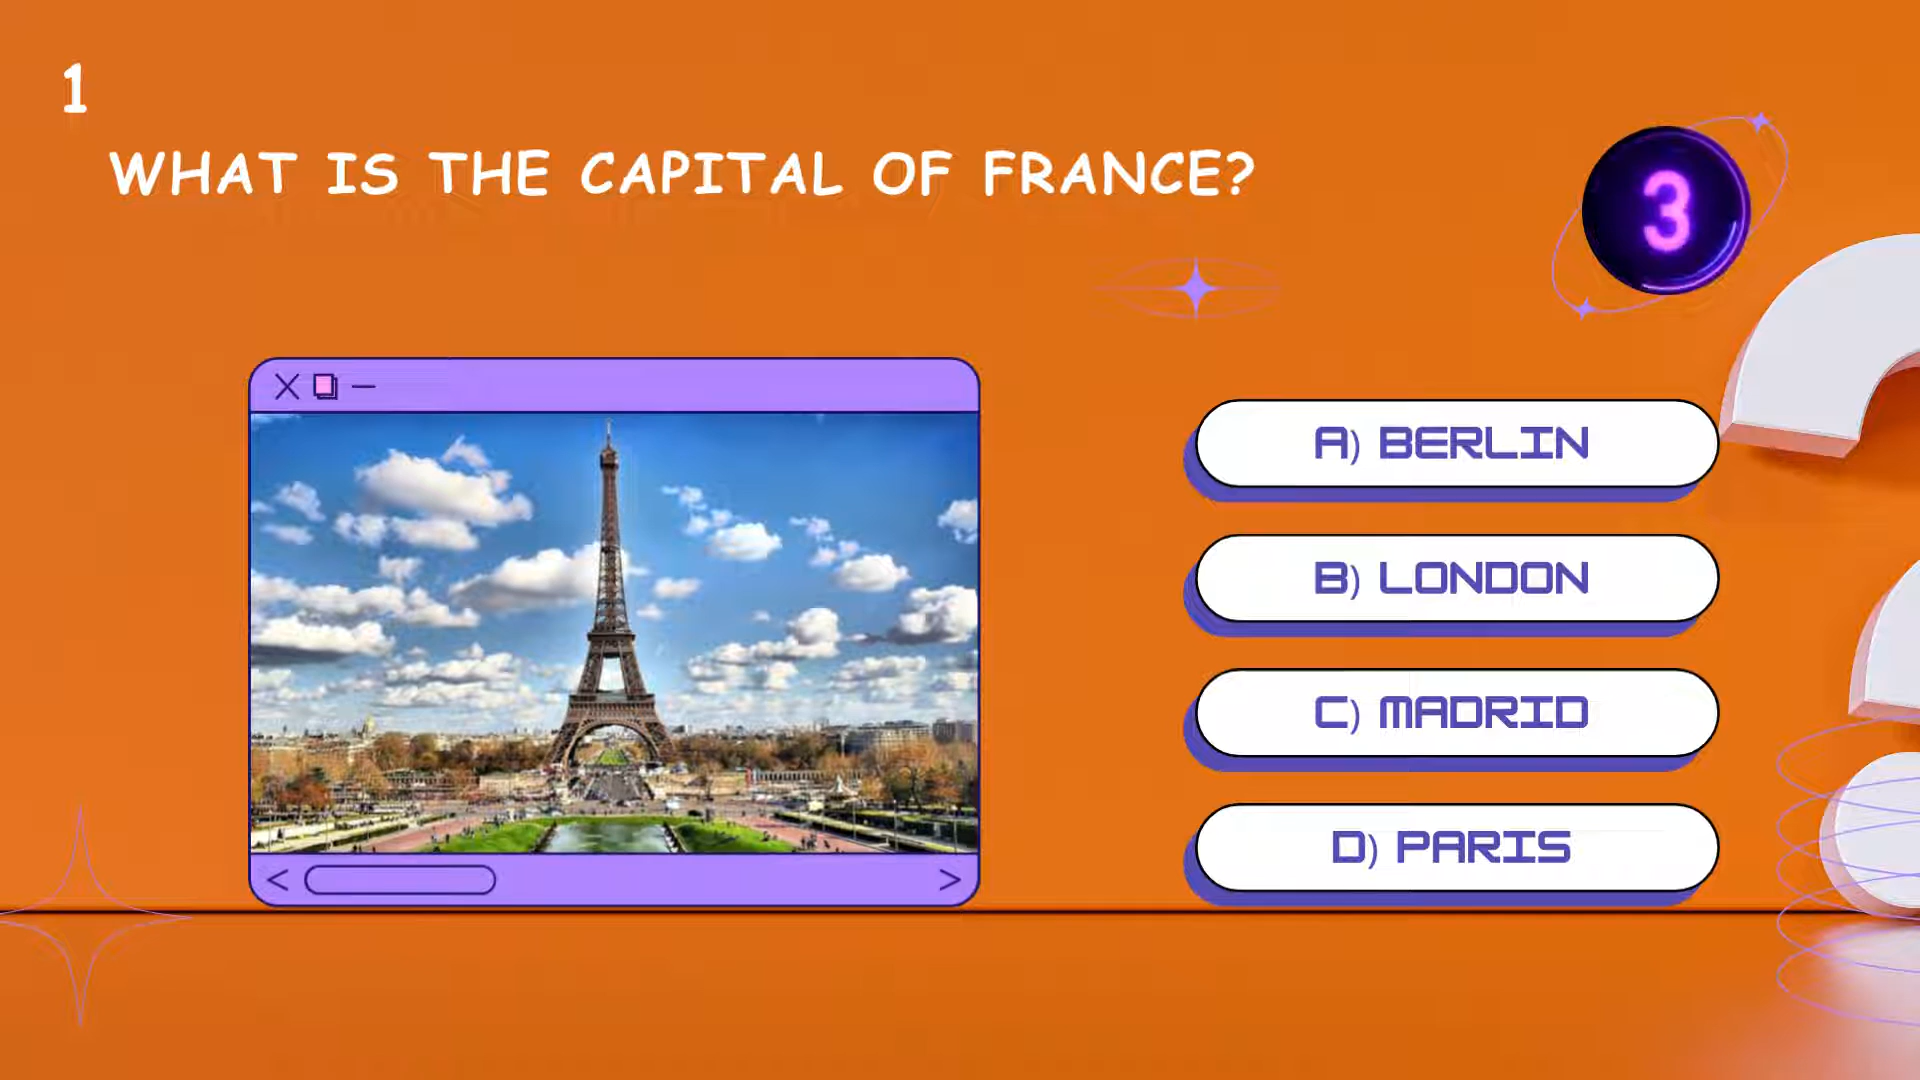 1
WHAT IS THE CAPITAL OF FRANCE?
3
A) BERLIN
B) LONDON
C) MADRID
D) PARIS